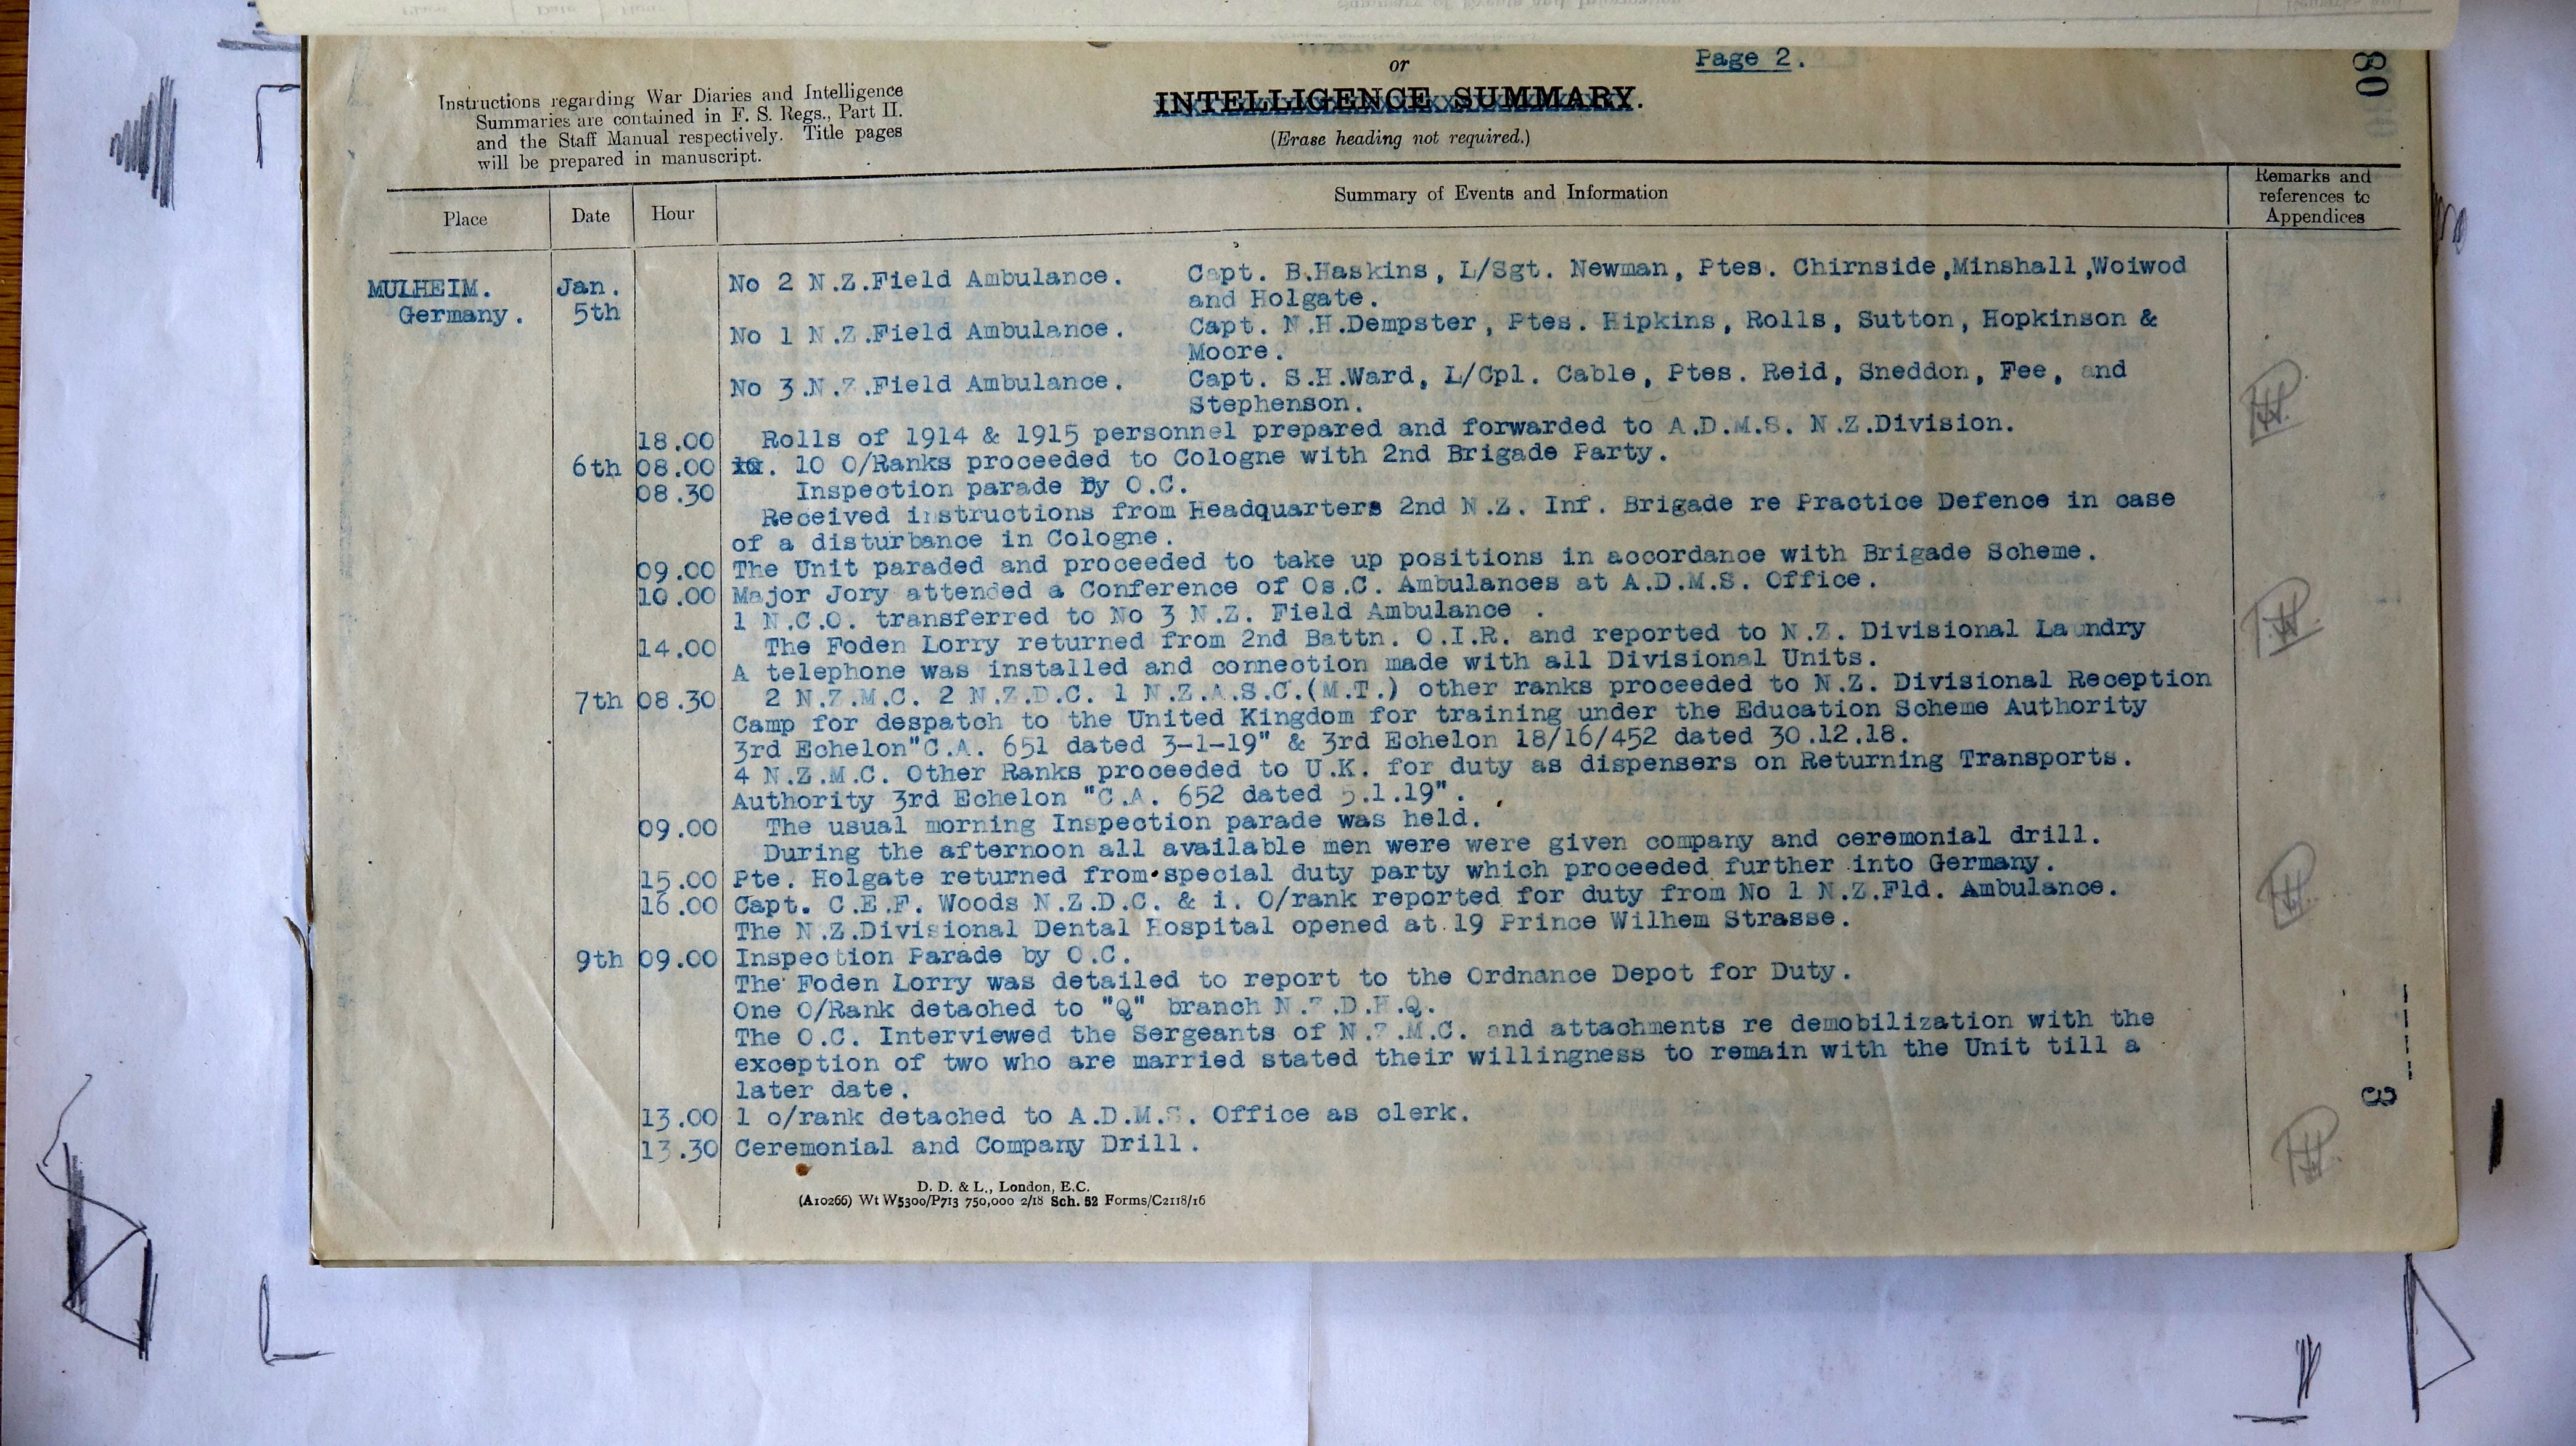 Page 2.
or
INTELLIGENCE SUMMARY.
(Erase heading not required.)
Instructions regarding War Diaries and Intelligence
Summaries are contained in F. S. Regs., Part II.
and the Staff Manual respectively. Title pages
will be prepared in manuscript.
80
Place Date Hour Summary of Events and Information Remarks and
references to
Appendices
MULHEIM. Jan. No 2 N.Z.Field Ambulance. Capt. B.Haskins, L/Sgt. Newman, Ptes. Chirnside,Minshall,Woiwod
Germany. 5th and Holgate.
No 1 N.Z.Field Ambulance. Capt. N.H.Dempster, Ptes. Hipkins, Rolls, Sutton, Hopkinson &
Moore.
No 3.N.Z.Field Ambulance. Capt. S.H.Ward, L/Cpl. Cable, Ptes. Reid, Sneddon, Fee, and
Stephenson.
18.00 Rolls of 1914 & 1915 personnel prepared and forwarded to A.D.M.S. N.Z.Division.
6th 08.00 10 O/Ranks proceeded to Cologne with 2nd Brigade Party.
08.30 Inspection parade by O.C.
Received instructions from Headquarters 2nd N.Z. Inf. Brigade re Practice Defence in case
of a disturbance in Cologne.
09.00 The Unit paraded and proceeded to take up positions in accordance with Brigade Scheme.
10.00 Major Jory attended a Conference of Os.C. Ambulances at A.D.M.S. Office.
1 N.C.O. transferred to No 3 N.Z. Field Ambulance .
14.00 The Foden Lorry returned from 2nd Battn. O.I.R. and reported to N.Z. Divisional Laundry
A telephone was installed and connection made with all Divisional Units.
7th 08.30 2 N.Z.M.C. 2 N.Z.D.C. 1 N.Z.A.S.C.(M.T.) other ranks proceeded to N.Z. Divisional Reception
Camp for despatch to the United Kingdom for training under the Education Scheme Authority
3rd Echelon"C.A. 651 dated 3-1-19" & 3rd Echelon 18/16/452 dated 30.12.18.
4 N.Z.M.C. Other Ranks proceeded to U.K. for duty as dispensers on Returning Transports.
Authority 3rd Echelon "C.A. 652 dated 5.1.19".
09.00 The usual morning Inspection parade was held.
During the afternoon all available men were were given company and ceremonial drill.
15.00 Pte. Holgate returned from special duty party which proceeded further into Germany.
16.00 Capt. C.E.F. Woods N.Z.D.C. & i. O/rank reported for duty from No 1 N.Z.Fld. Ambulance.
The N.Z.Divisional Dental Hospital opened at 19 Prince Wilhem Strasse.
9th 09.00 Inspection Parade by O.C.
The Foden Lorry was detailed to report to the Ordnance Depot for Duty.
One O/Rank detached to "Q" branch N.Z.D.H.Q.
The O.C. Interviewed the Sergeants of N.Z.M.C. and attachments re demobilization with the
exception of two who are married stated their willingness to remain with the Unit till a
later date.
13.00 1 o/rank detached to A.D.M.S. Office as clerk.
13.30 Ceremonial and Company Drill.
3
D. D. & L., London, E.C.
(A10266) Wt W5300/P713 750,000 2/18 Sch. 52 Forms/C2118/16